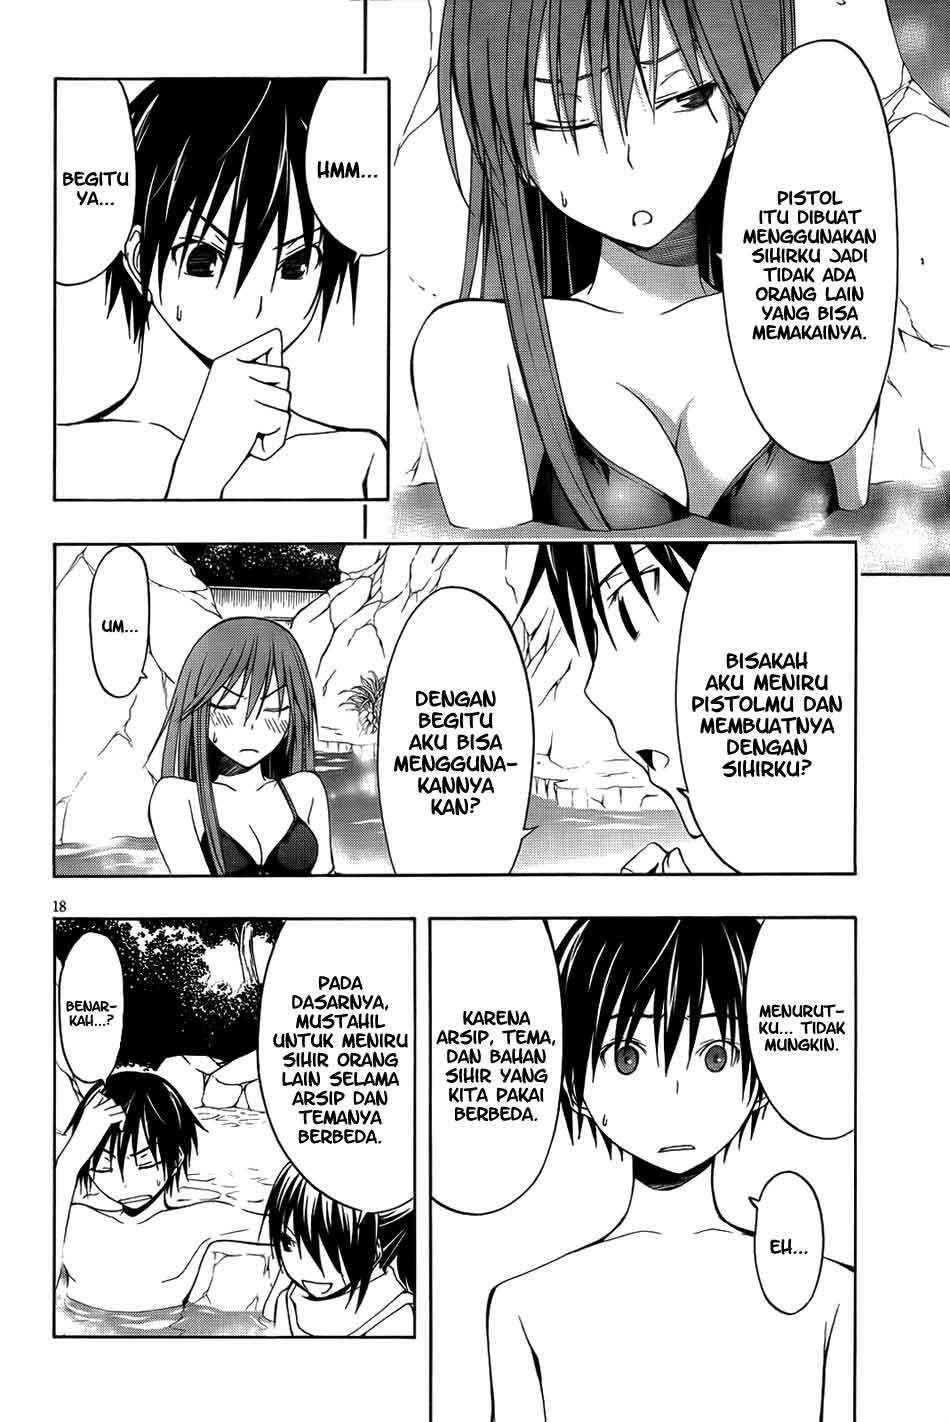 PISTOL
ITU DIBUAT
MENGGUNAKAN
SIHIRKU JADI
TIDAK ADA
ORANG LAIN
YANG BISA
MEMAKAINYA.
HMM...
BEGITU
YA...
BISAKAH
AKU MENIRU
PISTOLMU DAN
MEMBUATNYA
DENGAN
SIHIRKU?
DENGAN
BEGITU
AKU BISA
MENGGUNA-
KANNYA
KAN?
UM...
18
MENURUT-
KU... TIDAK
MUNGKIN.
EH...
KARENA
ARSIP, TEMA,
DAN BAHAN
SIHIR YANG
KITA PAKAI
BERBEDA.
PADA
DASARNYA,
MUSTAHIL
UNTUK MENIRU
SIHIR ORANG
LAIN SELAMA
ARSIP DAN
TEMANYA
BERBEDA.
BENAR-
KAH...?